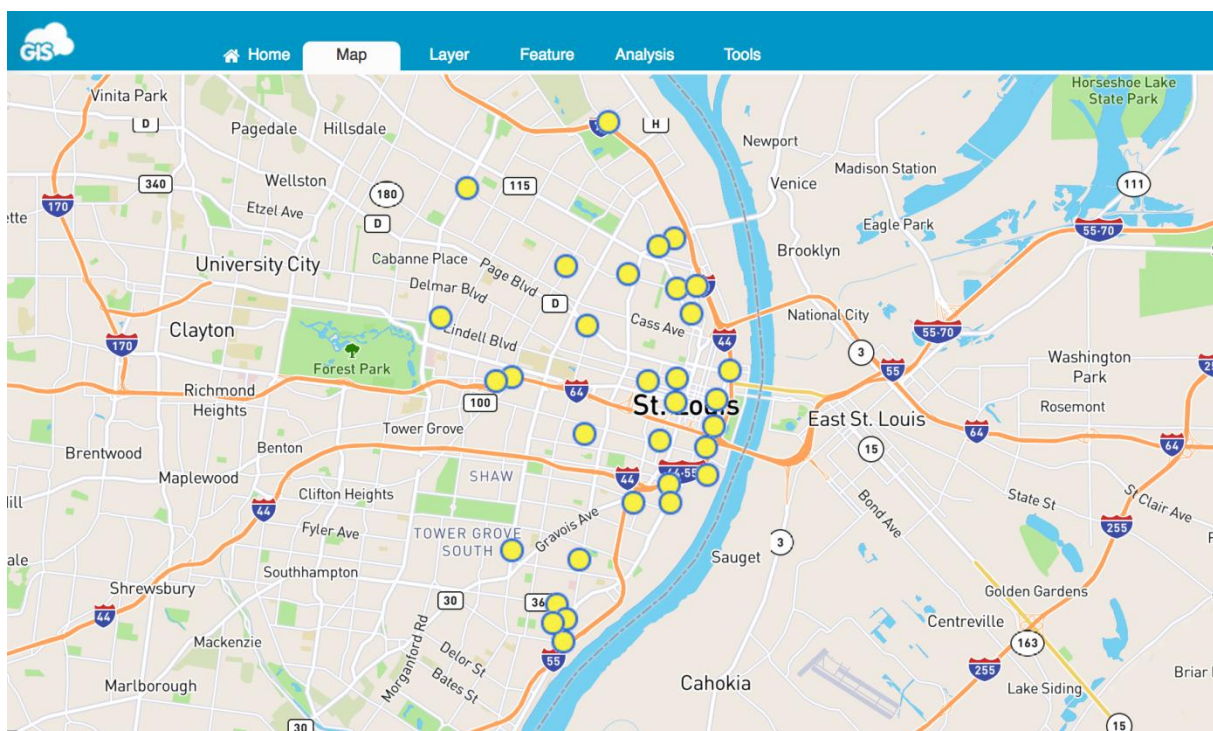 GIS
Home
Map
Layer
Feature
Analysis
Tools
Horseshoe Lake
State Park
Vinita Park
D
Pagedale
Hillsdale
H
Newport
Madison Station
Venice
111
340
Wellston
180
115
170
Etzel Ave
D
Eagle Park
55-70
Brooklyn
University City
Cabanne Place
Page Blvd
Delmar Blvd
D
Cass Ave
National City
Clayton
Lindell Blvd
44
55-70
170
Forest Park
3
Washington
Park
55
Richmond
Heights
64
100
St. Louis
East St. Louis
Rosemont
Tower Grove
64
64
Brentwood
Benton
15
Maplewood
SHAW
44
44-55
Clifton Heights
State St
St Clair Ave
44
Gravois Ave
Bond Ave
Fyler Ave
TOWER GROVE
SOUTH
255
3
Sauget
Southhampton
Shrewsbury
Golden Gardens
30
36
44
Centreville
Mackenzie
Morganford Rd
Delor St
163
55
255
Bates St
Marlborough
Cahokia
Lake Siding
30
15